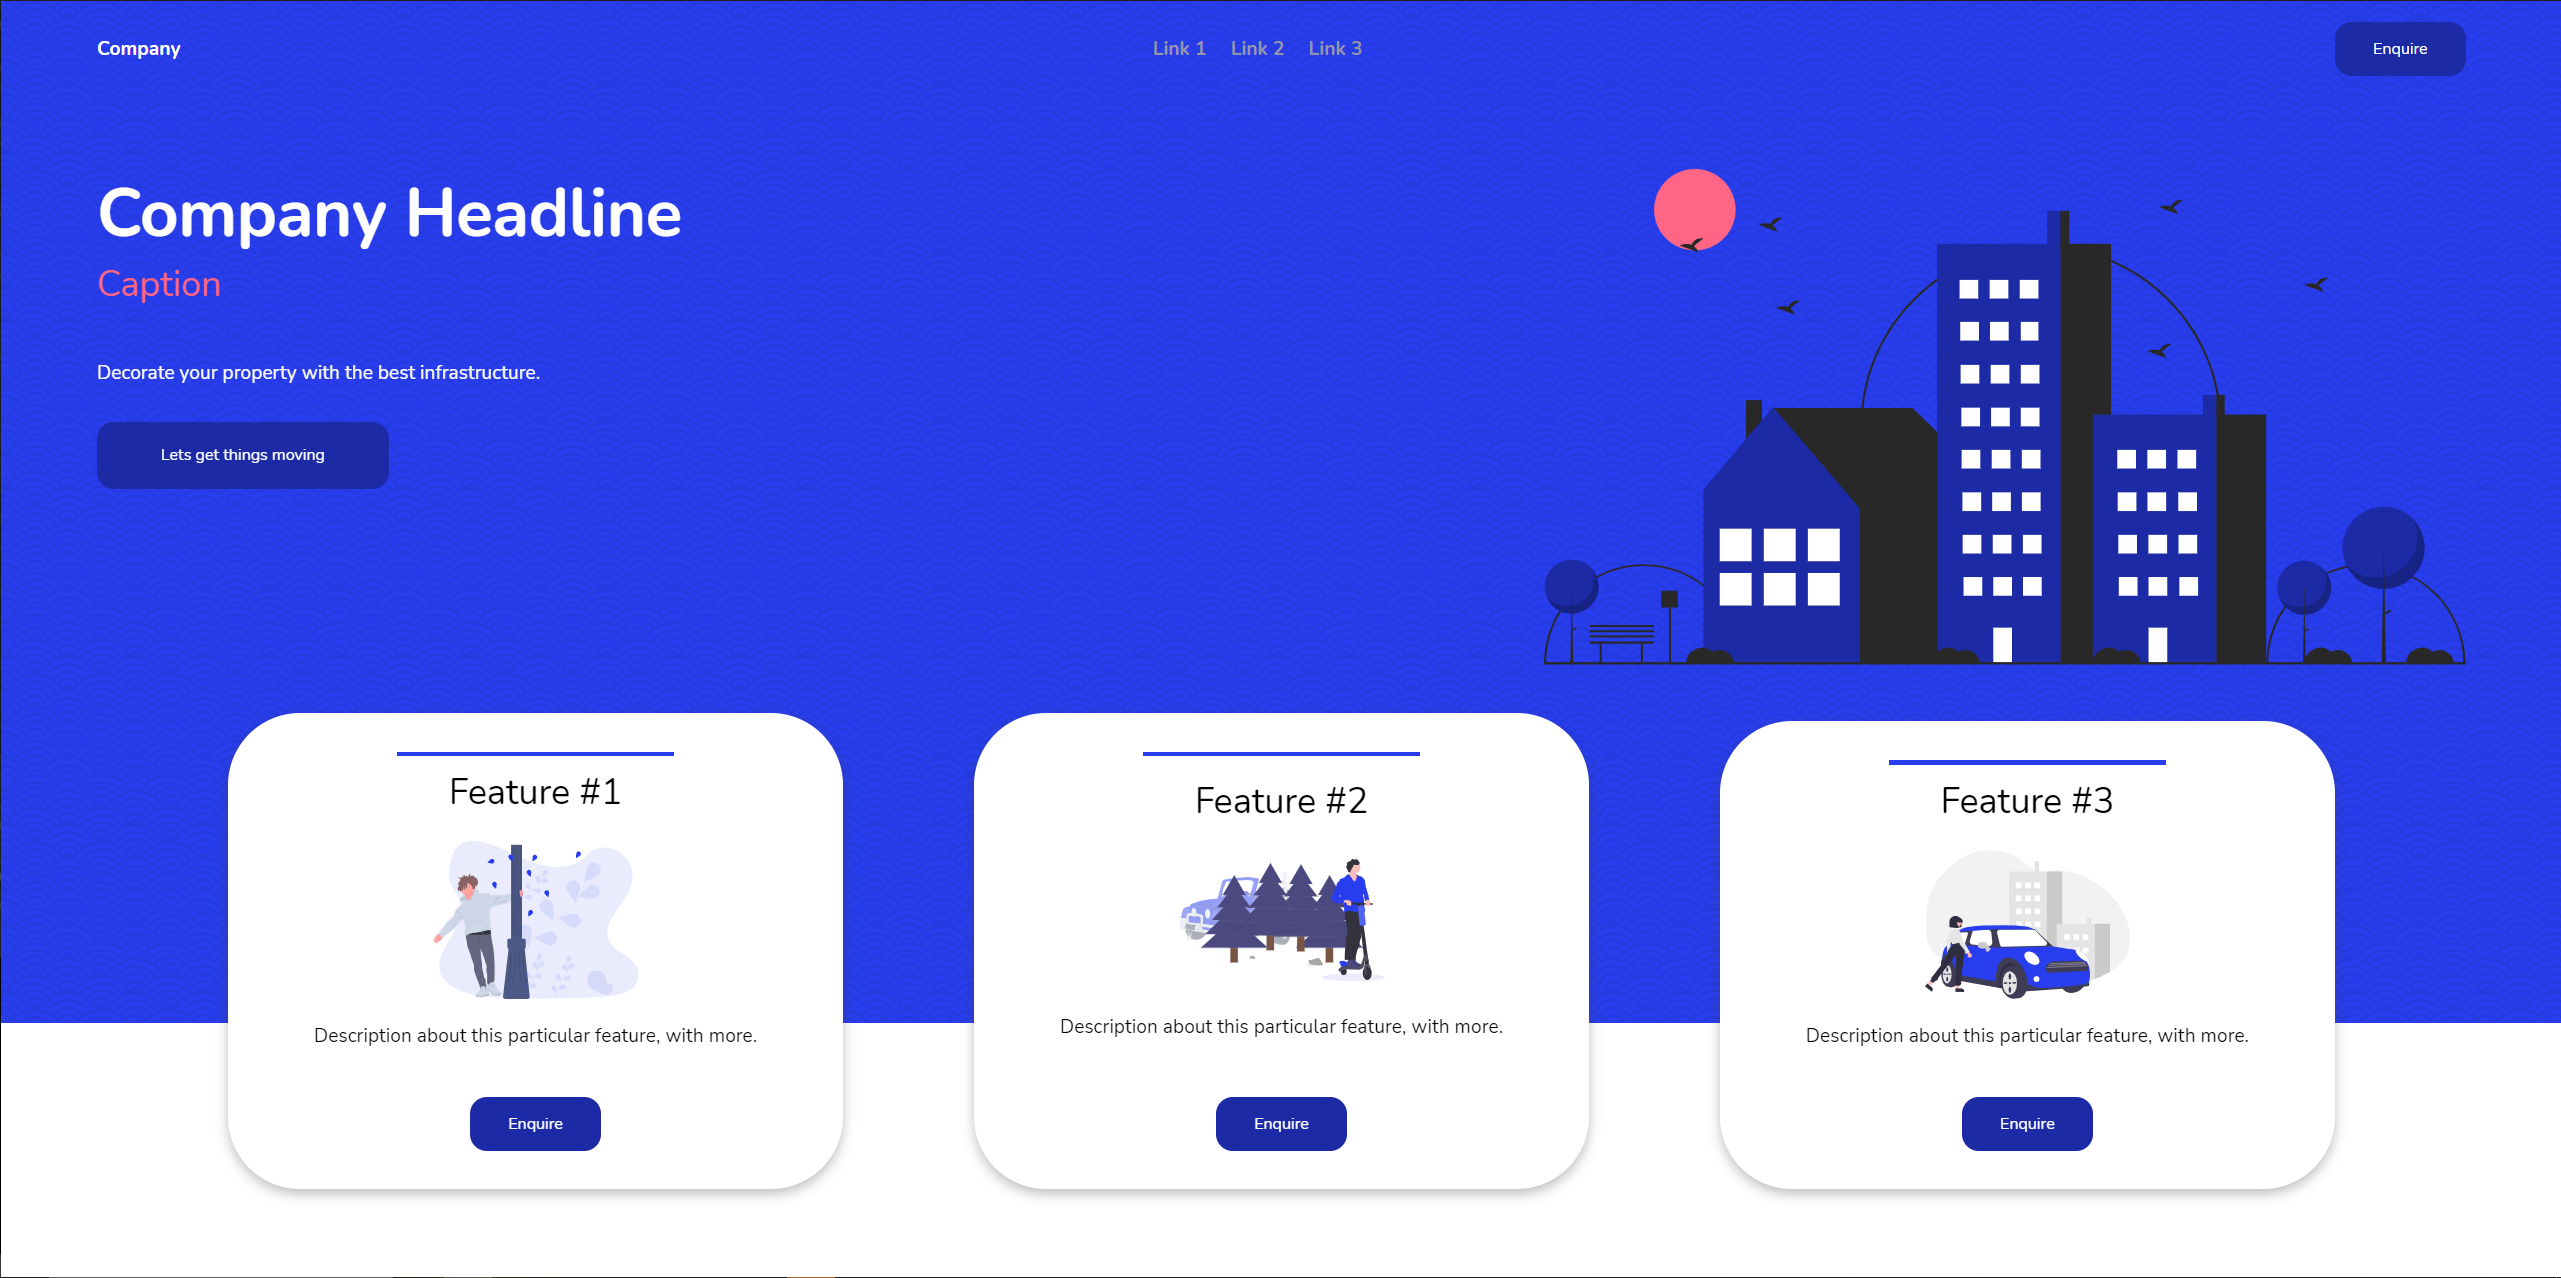 Company
Link 1 Link 2 Link 3
Enquire
Company Headline
Caption
Decorate your property with the best infrastructure.
Lets get things moving
Feature #1
Description about this particular feature, with more.
Enquire
Feature #2
Description about this particular feature, with more.
Enquire
Feature #3
Description about this particular feature, with more.
Enquire